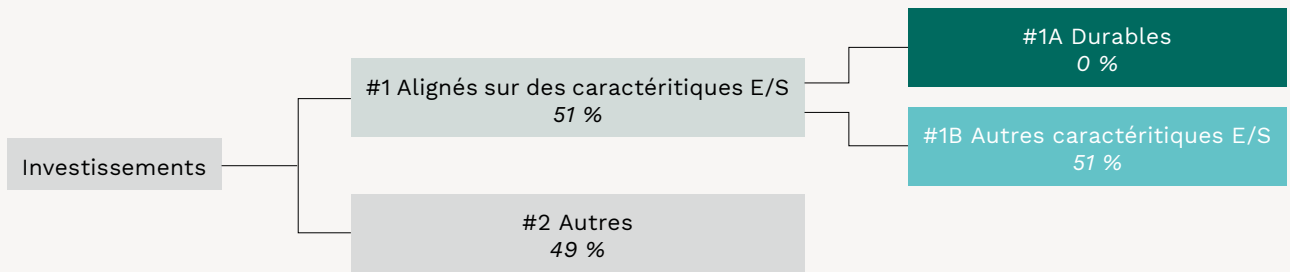 Investissements
#1 Alignés sur des caractéritiques E/S
51 %
#2 Autres
49 %
#1A Durables
0 %
#1B Autres caractéritiques E/S
51 %